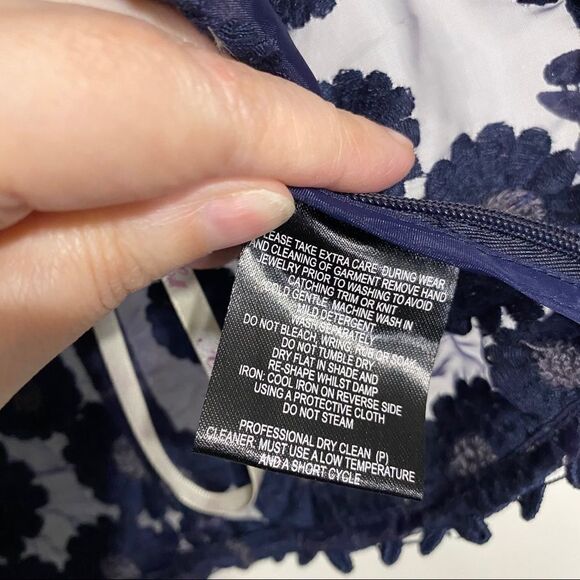 PLEASE TAKE EXTRA CARE DURING WEAR
AND CLEANING OF GARMENT REMOVE HAND
JEWELRY PRIOR TO WASHING TO AVOID
CATCHING TRIM OR KNIT
COLD GENTLE MACHINE WASH IN
MILD DETERGENT
SEPARATELY
DO NOT BLEACH, WRING, RUB OR SOAK
DO NOT TUMBLE DRY
DRY FLAT IN SHADE AND
RE-SHAPE WHILST DAMP
IRON: COOL IRON ON REVERSE SIDE
USING A PROTECTIVE CLOTH
DO NOT STEAM
PROFESSIONAL DRY CLEAN (P)
CLEANER. MUST USE A LOW TEMPERATURE
AND A SHORT CYCLE